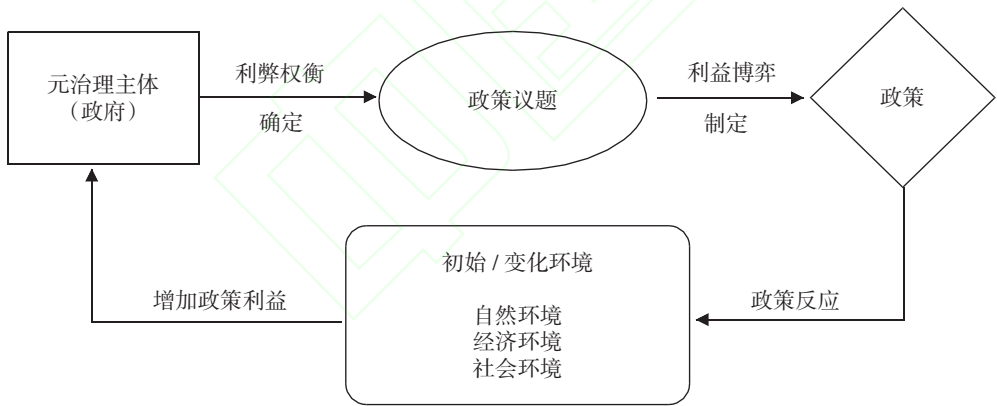 元治理主体
（政府）
利弊权衡
确定
政策议题
利益博弈
制定
政策
政策反应
初始 / 变化环境
自然环境
经济环境
社会环境
增加政策利益